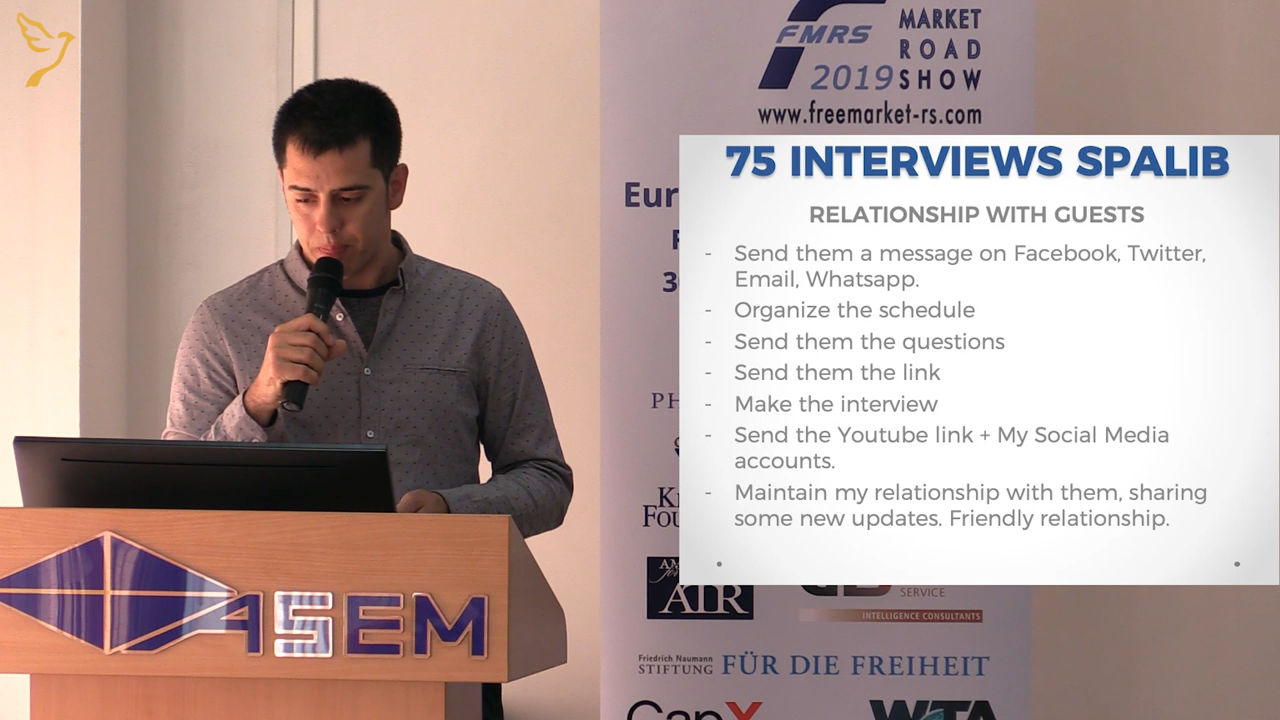 FMRS
MARKET
ROAD
2019 SHOW
www.freemarket-rs.com
75 INTERVIEWS SPALIB
RELATIONSHIP WITH GUESTS
- Send them a message on Facebook, Twitter,
Email, Whatsapp.
- Organize the schedule
- Send them the questions
- Send them the link
- Make the interview
- Send the Youtube link + My Social Media
accounts.
- Maintain my relationship with them, sharing
some new updates. Friendly relationship.
AIR
SERVICE
INTELLIGENCE CONSULTANTS
Friedrich Naumann
STIFTUNG FÜR DIE FREIHEIT
CapX
ASEM